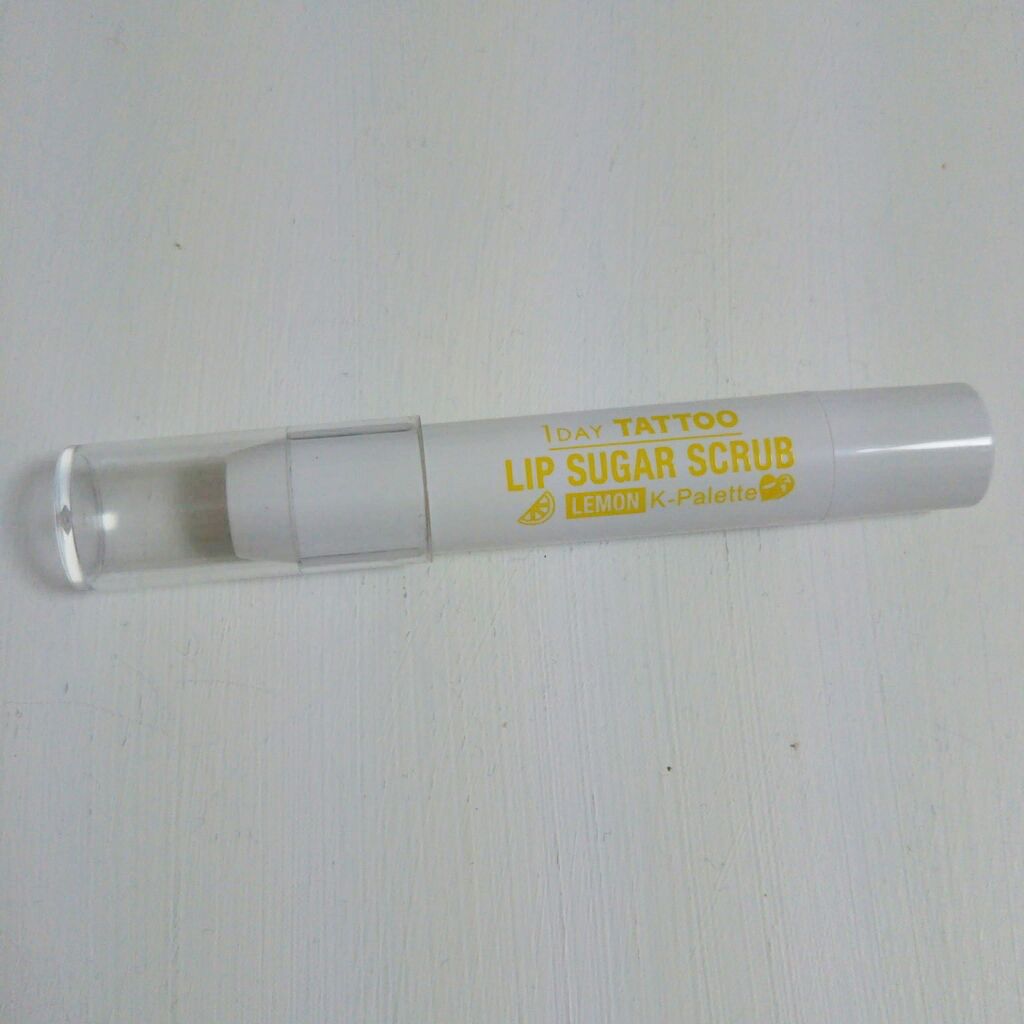 1DAY TATTOO
LIP SUGAR SCRUB
LEMON K-Palette